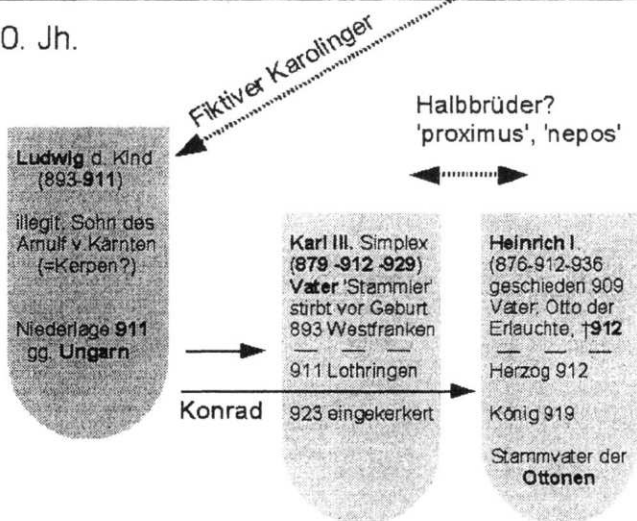 0. Jh.
Fiktiver Karolinger
Halbbrüder?
'proximus', 'nepos'
Ludwig d. Kind
(893-911)
illegit. Sohn des
Arnulf v Kärnten
(=Kerpen?)
Niederlage 911
gg. Ungarn
Konrad
Karl III. Simplex
(879 -912 -929)
Vater 'Stammler'
stirbt vor Geburt
893 Westfranken
911 Lothringen
923 eingekerkert
Heinrich I.
(876-912-936
geschieden 909
Vater: Otto der
Erlauchte, †912
Herzog 912
König 919
Stammvater der
Ottonen